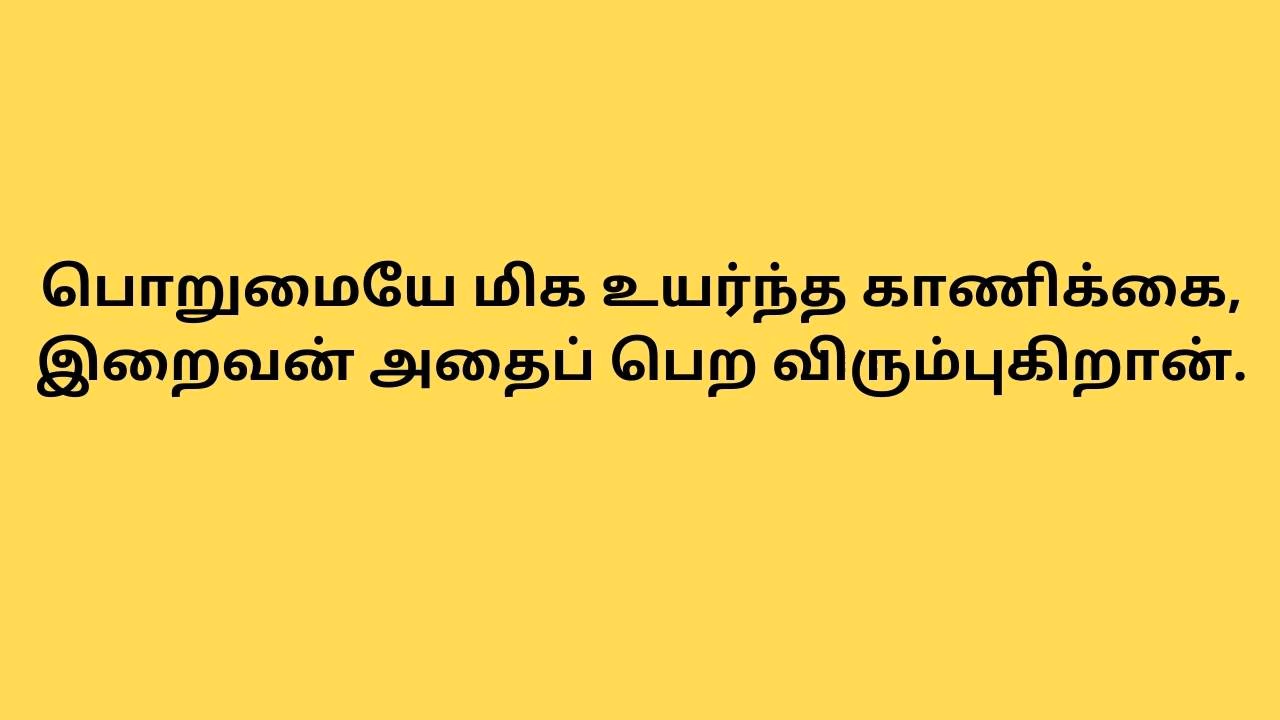 பொறுமையே மிக உயர்ந்த காணிக்கை,
இறைவன் அதைப் பெற விரும்புகிறான்.